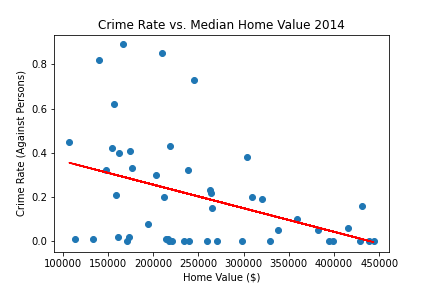 Crime Rate vs. Median Home Value 2014
Crime Rate (Against Persons)
0.8
0.6
0.4
0.2
0.0
100000 150000 200000 250000 300000 350000 400000 450000
Home Value ($)